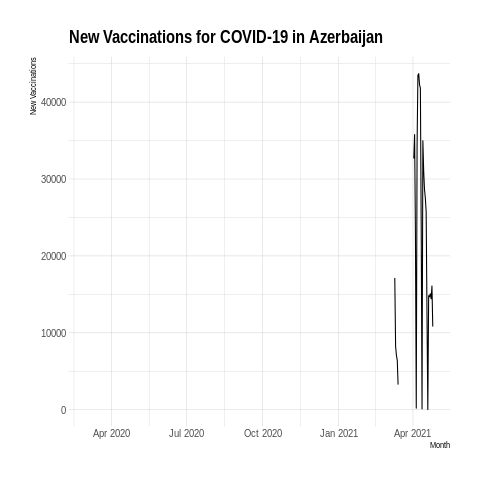 New Vaccinations for COVID-19 in Azerbaijan
New Vaccinations
40000
30000
20000
10000
0
Apr 2020 Jul 2020 Oct 2020 Jan 2021 Apr 2021
Month